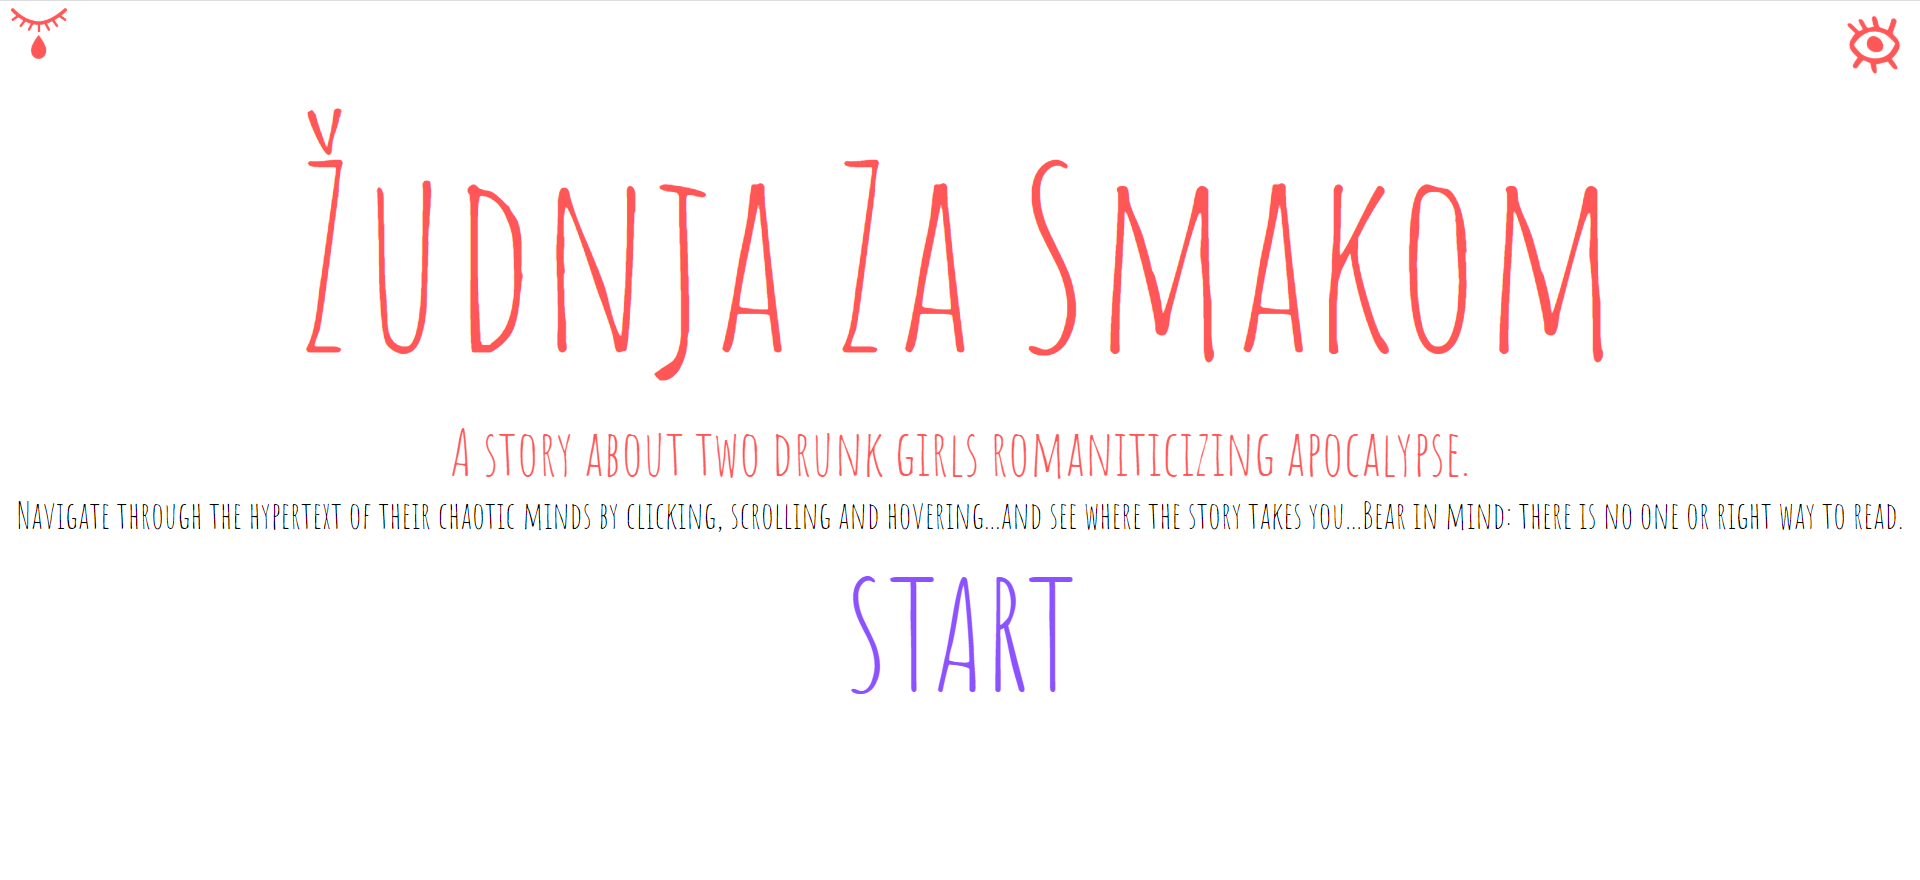 Žudnja Za Smakom
A story about two drunk girls romaniticizing apocalypse.
Navigate through the hypertext of their chaotic minds by clicking, scrolling and hovering...and see where the story takes you...Bear in mind: there is no one or right way to read.
START